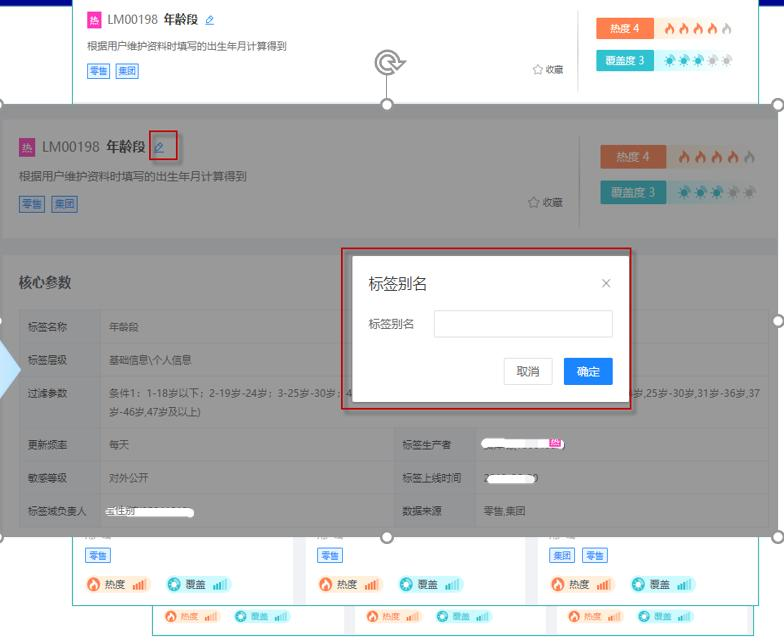 热 LM00198 年龄段
热度 4
根据用户维护资料时填写的出生年月计算得到
覆盖度 3
零售 集团
收藏
热 LM00198 年龄段
热度 4
根据用户维护资料时填写的出生年月计算得到
覆盖度 3
零售 集团
收藏
核心参数
标签别名
标签别名
取消 确定
标签名称 年龄段
标签层级 基础信息\个人信息
过滤参数 条件1：1-18岁以下；2-19岁-24岁；3-25岁-30岁；
岁,25岁-30岁,31岁-36岁,37
岁-46岁,47岁及以上)
更新频率 每天 标签生产者 热
敏感等级 对外公开 标签上线时间
标签域负责人 数据来源 零售,集团
零售 零售 集团 零售
热度 覆盖 热度 覆盖 热度 覆盖
热度 覆盖 热度 覆盖 热度 覆盖